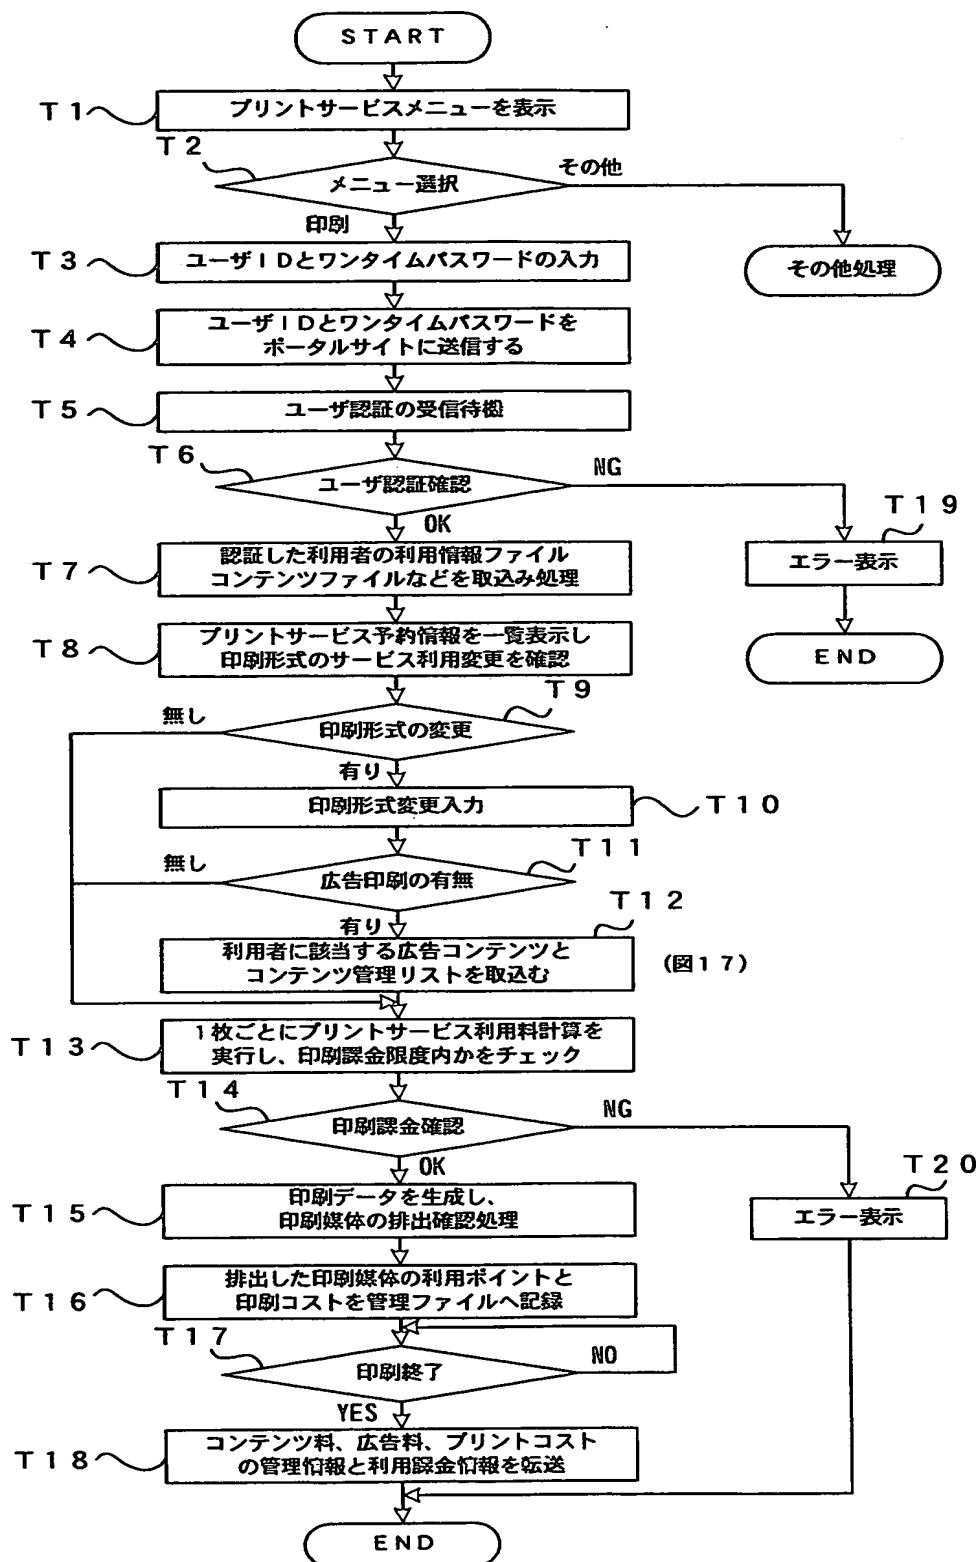 START
T1
プリントサービスメニューを表示
T2
メニュー選択
その他
印刷
その他処理
T3
ユーザIDとワンタイムパスワードの入力
T4
ユーザIDとワンタイムパスワードを
ポータルサイトに送信する
T5
ユーザ認証の受信待機
T6
ユーザ認証確認
NG
OK
T19
エラー表示
END
T7
認証した利用者の利用情報ファイル
コンテンツファイルなどを取込み処理
T8
プリントサービス予約情報を一覧表示し
印刷形式のサービス利用変更を確認
T9
印刷形式の変更
無し
有り
印刷形式変更入力
T10
T11
広告印刷の有無
無し
有り
T12
利用者に該当する広告コンテンツと
コンテンツ管理リストを取込む
(図17)
T13
1枚ごとにプリントサービス利用料計算を
実行し、印刷課金限度内かをチェック
T14
印刷課金確認
NG
OK
T20
エラー表示
T15
印刷データを生成し、
印刷媒体の排出確認処理
T16
排出した印刷媒体の利用ポイントと
印刷コストを管理ファイルへ記録
T17
印刷終了
NO
YES
T18
コンテンツ料、広告料、プリントコスト
の管理情報と利用課金情報を転送
END